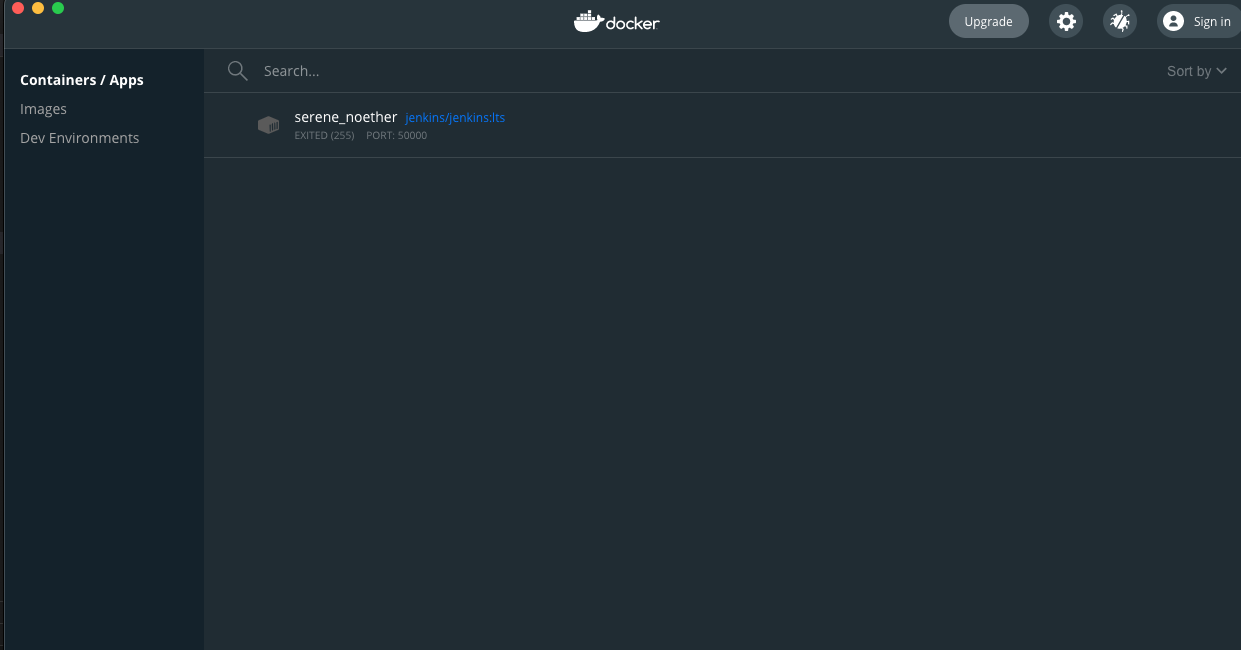 docker
Upgrade
Sign in
Containers / Apps
Images
Dev Environments
Search...
Sort by
serene_noether jenkins/jenkins:lts
EXITED (255) PORT: 50000